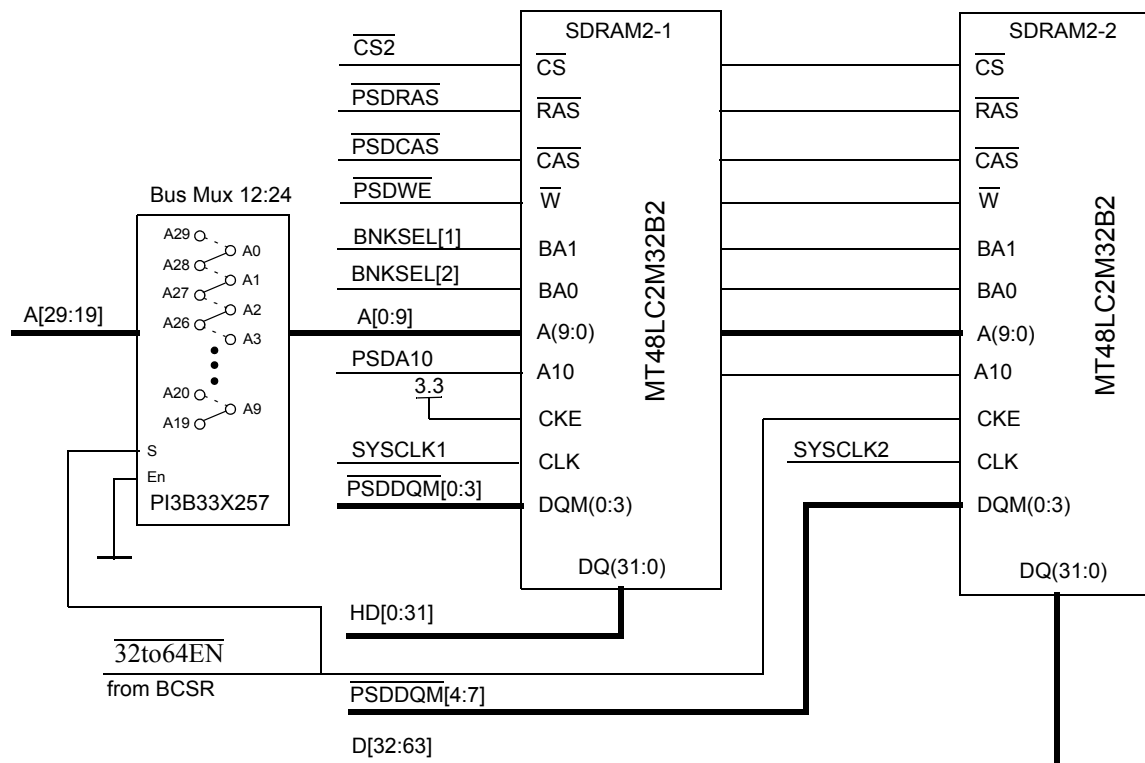 Bus Mux 12:24
A29
A0
A28
A1
A27
A2
A26
A3
A20
A9
A19
S
En
PI3B33X257
A[29:19]
CS2
PSDRAS
PSDCAS
PSDWE
BNKSEL[1]
BNKSEL[2]
A[0:9]
PSDA10
3.3
SYSCLK1
PSDDQM[0:3]
SDRAM2-1
CS
RAS
CAS
W
BA1
BA0
A(9:0)
A10
CKE
CLK
DQM(0:3)
DQ(31:0)
MT48LC2M32B2
HD[0:31]
32to64EN
from BCSR
PSDDQM[4:7]
D[32:63]
SYSCLK2
SDRAM2-2
CS
RAS
CAS
W
BA1
BA0
A(9:0)
A10
CKE
CLK
DQM(0:3)
DQ(31:0)
MT48LC2M32B2